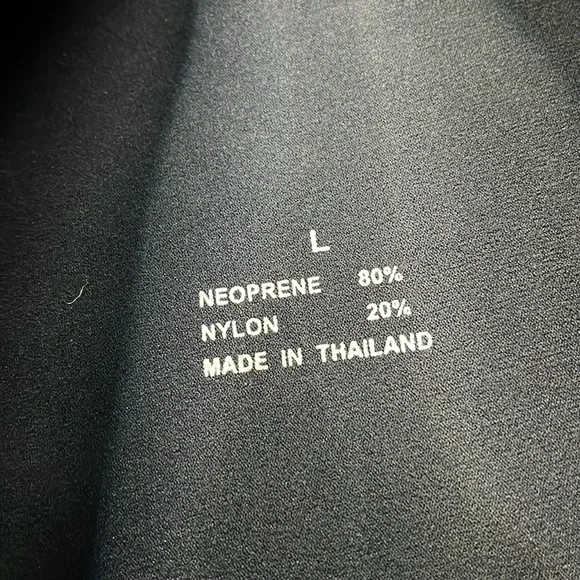 L
NEOPRENE 80%
NYLON 20%
MADE IN THAILAND